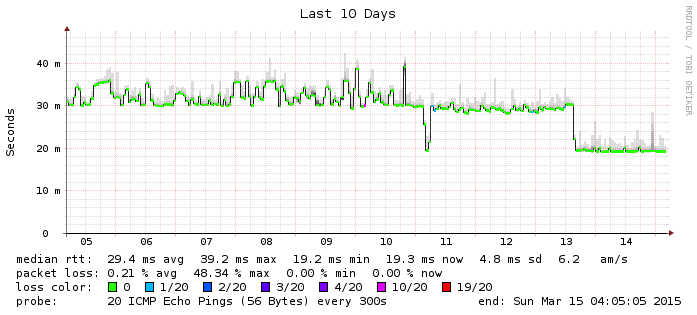 Last 10 Days
RRDTOOL / TOBI OETIKER
Seconds
40 m
30 m
20 m
10 m
0
05 06 07 08 09 10 11 12 13 14
median rtt: 29.4 ms avg 39.2 ms max 19.2 ms min 19.3 ms now 4.8 ms sd 6.2 am/s
packet loss: 0.21 % avg 48.34 % max 0.00 % min 0.00 % now
loss color: 0 1/20 2/20 3/20 4/20 10/20 19/20
probe: 20 ICMP Echo Pings (56 Bytes) every 300s end: Sun Mar 15 04:05:05 2015